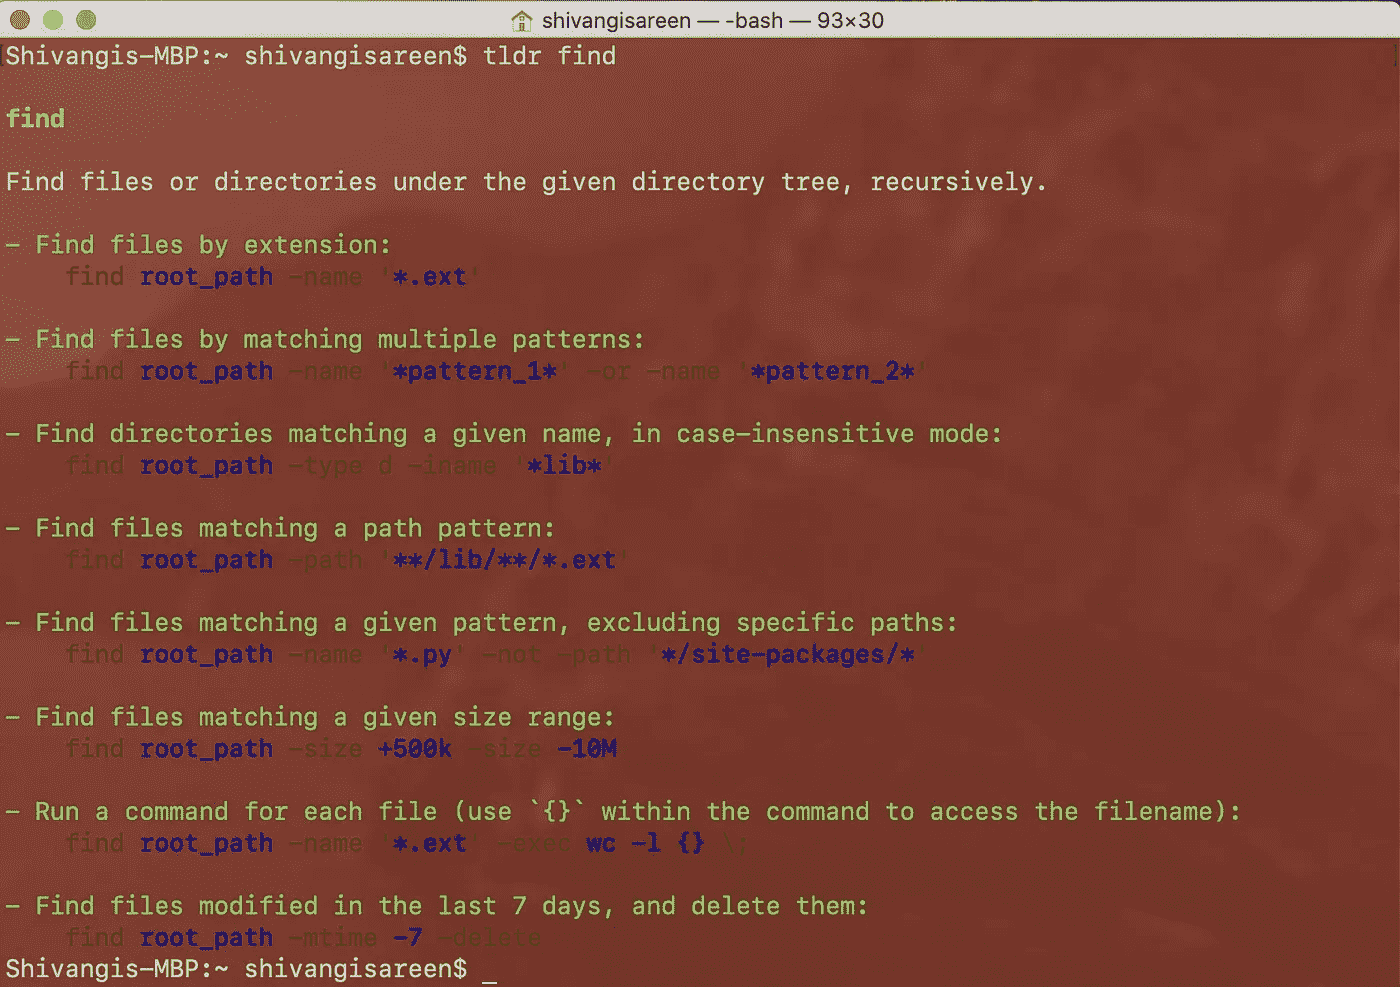 shivangisareen — -bash — 93×30
Shivangis-MBP:~ shivangisareen$ tldr find
find
Find files or directories under the given directory tree, recursively.
- Find files by extension:
find root_path -name '*.ext'
- Find files by matching multiple patterns:
find root_path -name '*pattern_1*' -or -name '*pattern_2*'
- Find directories matching a given name, in case-insensitive mode:
find root_path -type d -iname '*lib*'
- Find files matching a path pattern:
find root_path -path '**/lib/**/*.ext'
- Find files matching a given pattern, excluding specific paths:
find root_path -name '*.py' -not -path '*/site-packages/*'
- Find files matching a given size range:
find root_path -size +500k -size -10M
- Run a command for each file (use `{}` within the command to access the filename):
find root_path -name '*.ext' -exec wc -l {} \;
- Find files modified in the last 7 days, and delete them:
find root_path -mtime -7 -delete
Shivangis-MBP:~ shivangisareen$ _